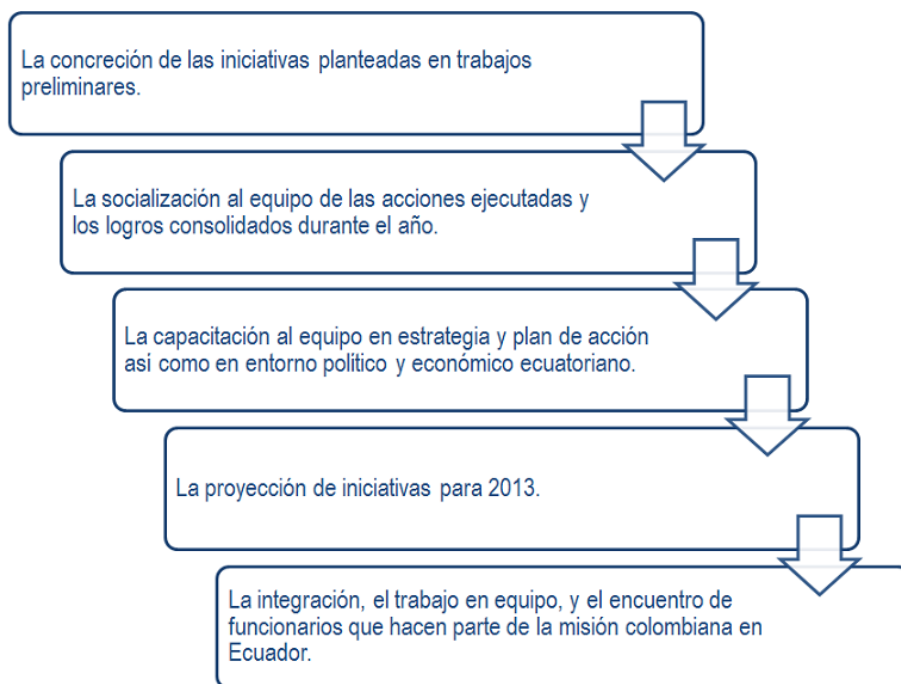 La concreción de las iniciativas planteadas en trabajos
preliminares.
La socialización al equipo de las acciones ejecutadas y
los logros consolidados durante el año.
La capacitación al equipo en estrategia y plan de acción
así como en entorno político y económico ecuatoriano.
La proyección de iniciativas para 2013.
La integración, el trabajo en equipo, y el encuentro de
funcionarios que hacen parte de la misión colombiana en
Ecuador.